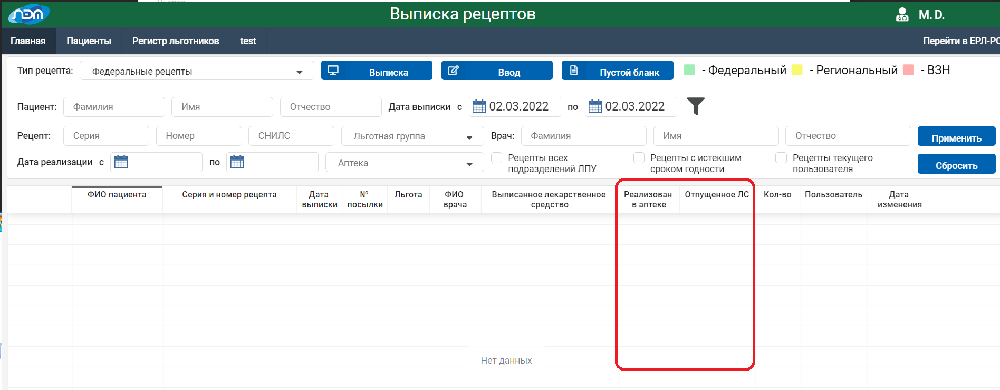 Выписка рецептов
M. D.
Главная Пациенты Регистр льготников test Перейти в ЕРЛ-РС
Тип рецепта: Федеральные рецепты Выписка Ввод Пустой бланк - Федеральный - Региональный - ВЗН
Пациент: Фамилия Имя Отчество Дата выписки с 02.03.2022 по 02.03.2022
Рецепт: Серия Номер СНИЛС Льготная группа Врач: Фамилия Имя Отчество Применить
Дата реализации с по Аптека
Рецепты всех
подразделений ЛПУ
Рецепты с истекшим
сроком годности
Рецепты текущего
пользователя
Сбросить
ФИО пациента
Серия и номер рецепта
Дата
выписки
№
посылки
Льгота
ФИО
врача
Выписанное лекарственное
средство
Реализован
в аптеке
Отпущенное ЛС
Кол-во
Пользователь
Дата
изменения
Нет данных